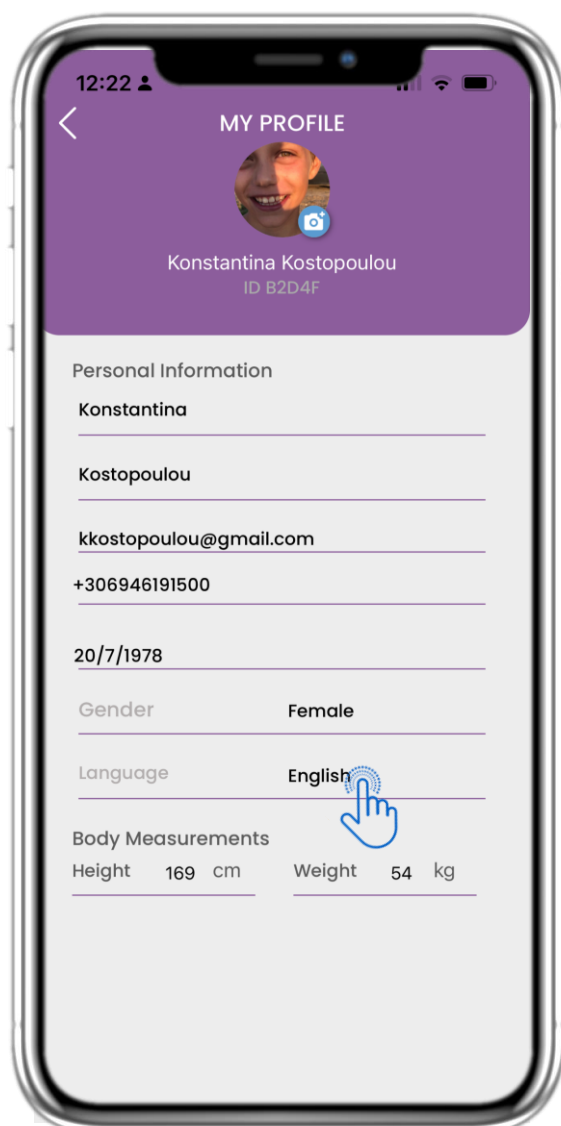 12:22
MY PROFILE
Konstantina Kostopoulou
ID B2D4F
Personal Information
Konstantina
Kostopoulou
kkostopoulou@gmail.com
+306946191500
20/7/1978
Gender Female
Language English
Body Measurements
Height 169 cm Weight 54 kg